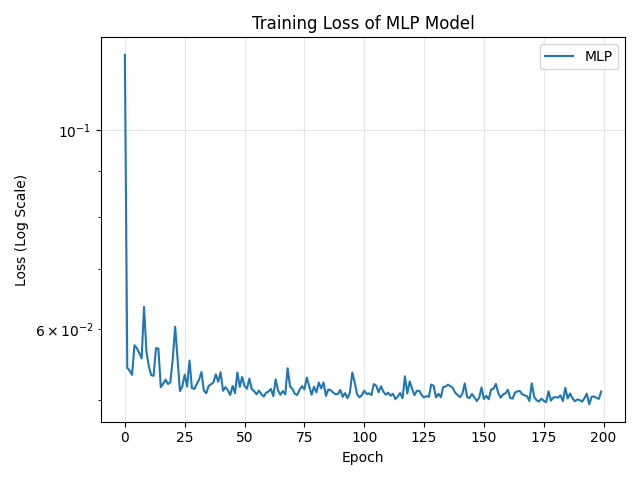 Training Loss of MLP Model
MLP
10⁻¹
6 × 10⁻²
Loss (Log Scale)
0 25 50 75 100 125 150 175 200
Epoch